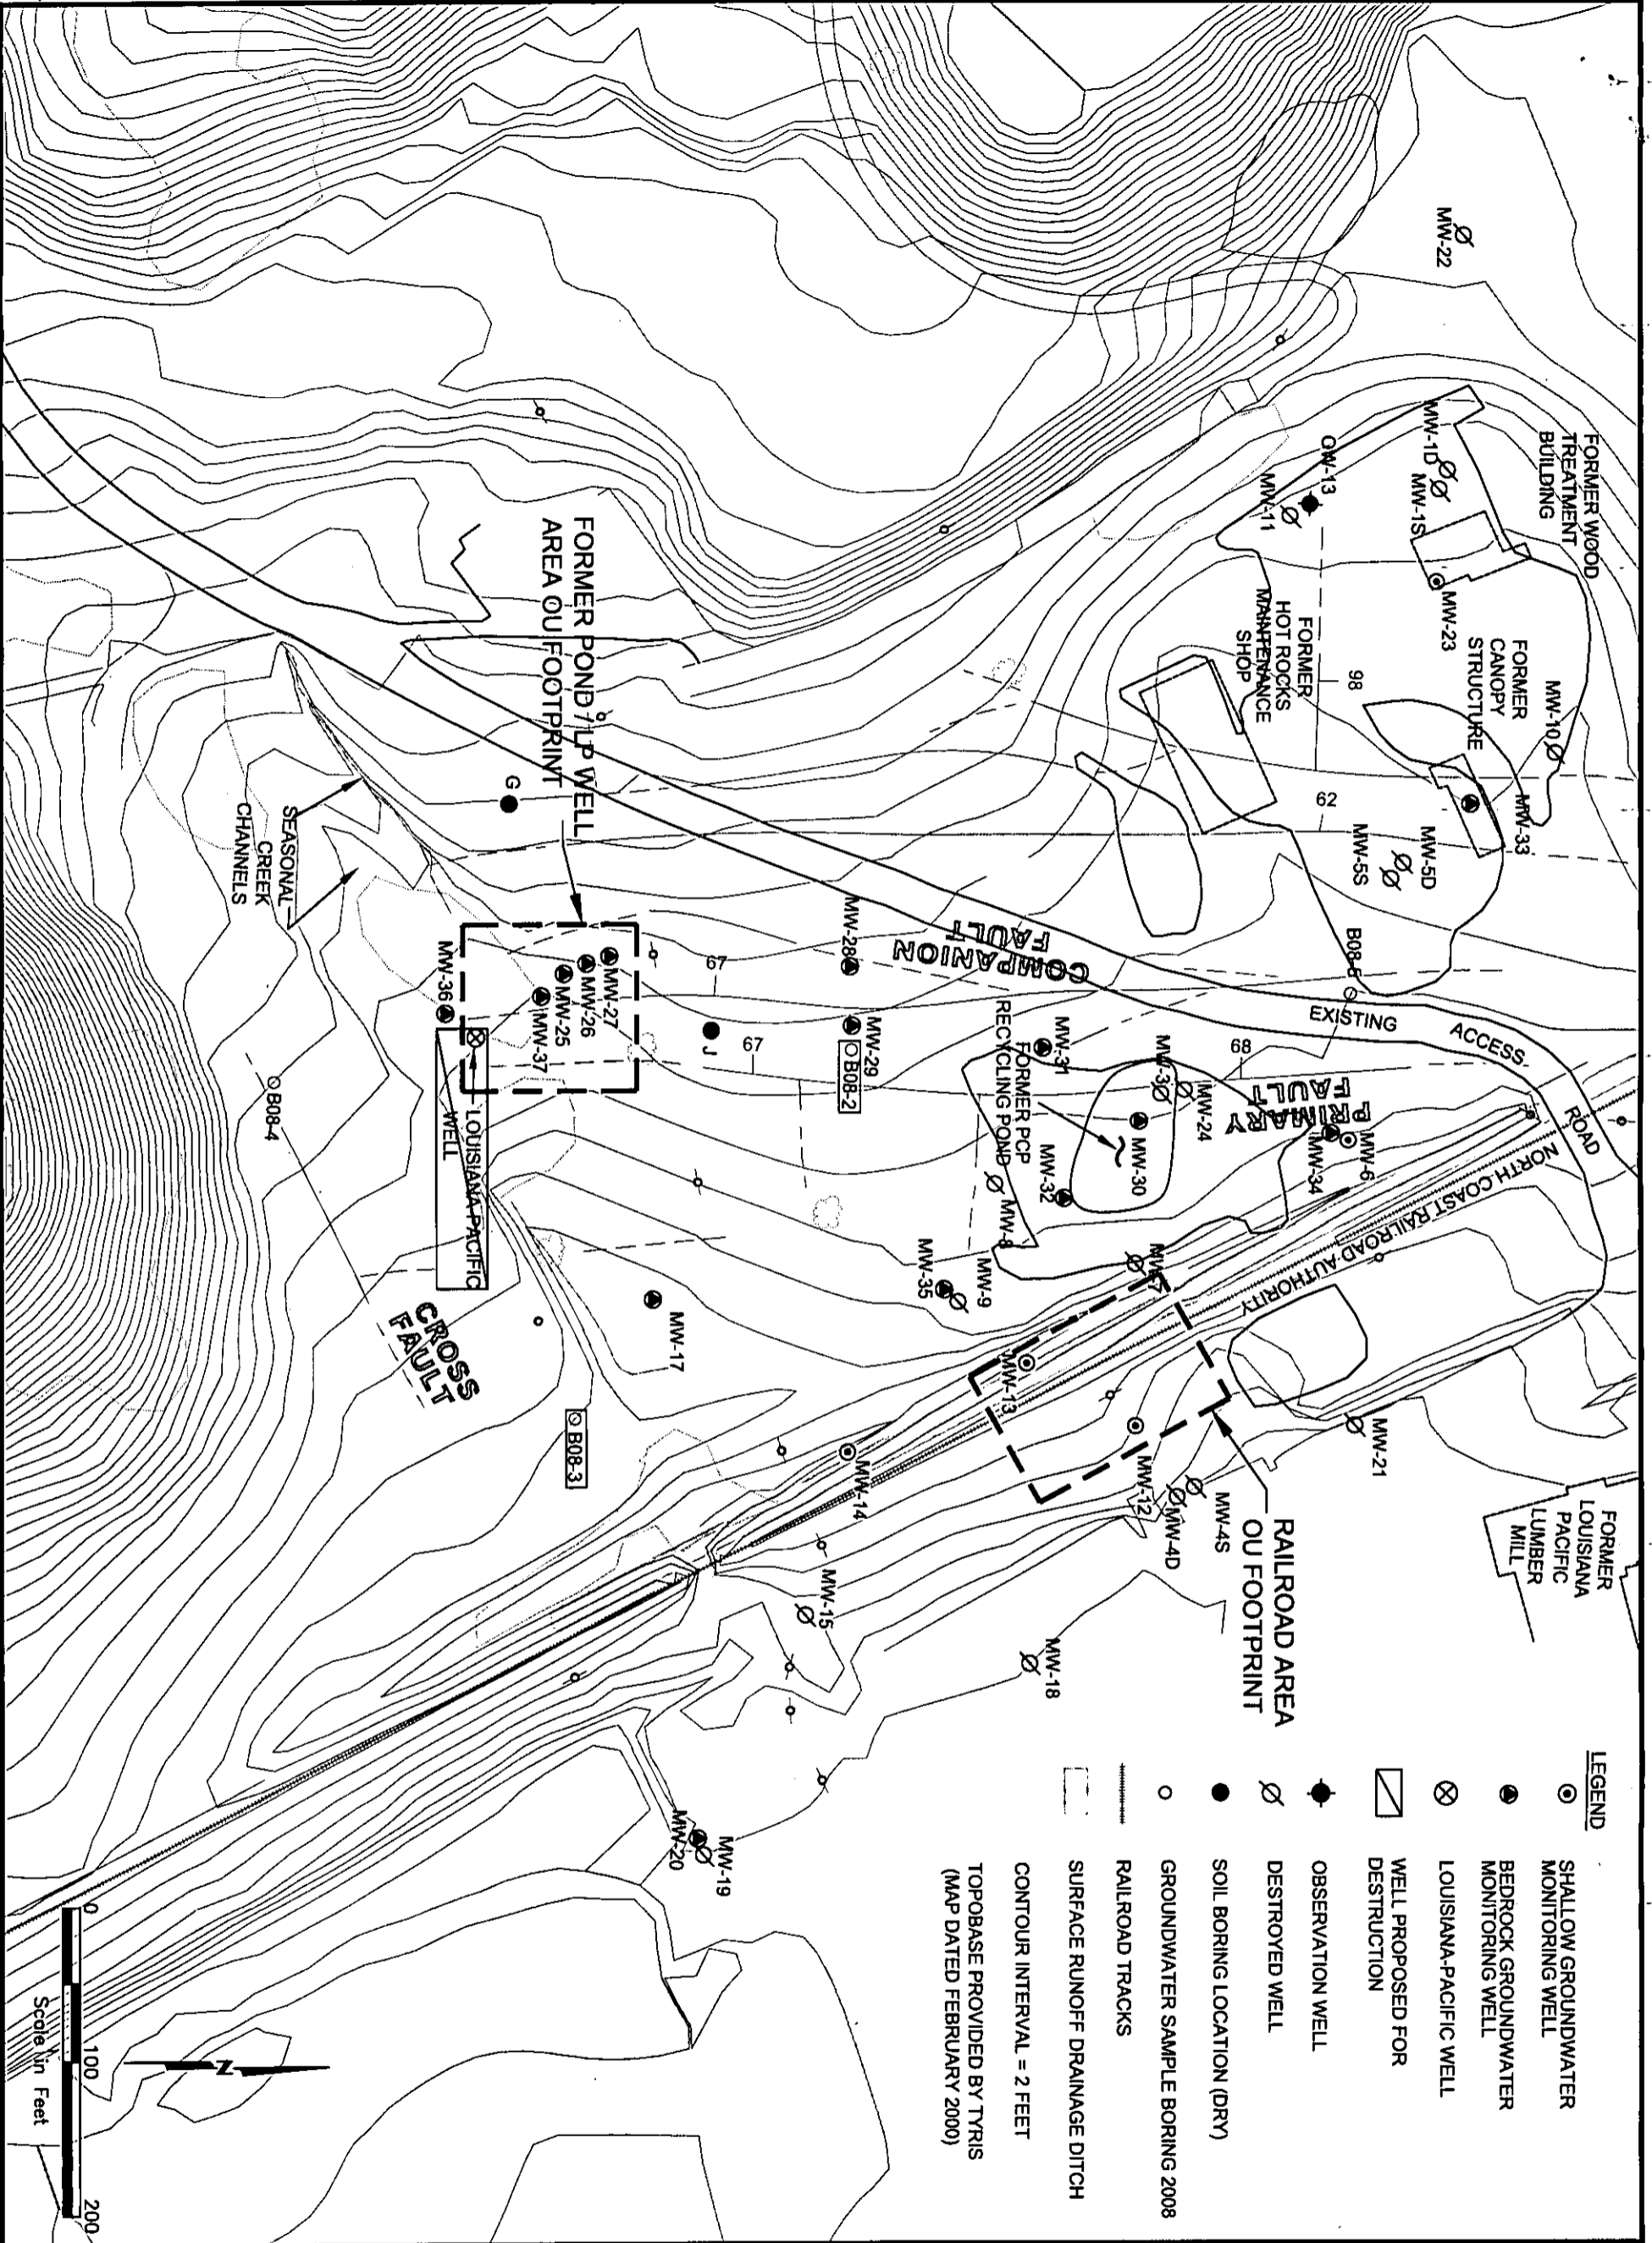 MW-22
FORMER WOOD
TREATMENT
BUILDING
MW-1D
MW-1S
OW-13
MW-11
MW-23
FORMER
CANOPY
STRUCTURE
MW-10
FORMER
HOT ROCKS
MAINTENANCE
SHOP
98
62
MW-33
MW-5D
MW-5S
B08-5
EXISTING
ACCESS
ROAD
COMPANION
FAULT
PRIMARY
FAULT
68
MW-6
MW-34
MW-24
MW-3
MW-30
MW-31
MW-32
FORMER PCP
RECYCLING POND
MW-8
MW-7
MW-9
MW-35
MW-28
MW-29
B08-2
67
67
J
G
FORMER POND / LP WELL
AREA OU FOOTPRINT
MW-27
MW-26
MW-25
MW-37
MW-36
LOUISIANA-PACIFIC
WELL
SEASONAL
CREEK
CHANNELS
B08-4
CROSS
FAULT
MW-17
B08-3
NORTH COAST RAILROAD AUTHORITY
MW-13
MW-12
MW-14
MW-21
MW-4S
MW-4D
RAILROAD AREA
OU FOOTPRINT
FORMER
LOUISIANA
PACIFIC
LUMBER
MILL
MW-15
MW-18
MW-19
MW-20
LEGEND
SHALLOW GROUNDWATER
MONITORING WELL
BEDROCK GROUNDWATER
MONITORING WELL
LOUISIANA-PACIFIC WELL
WELL PROPOSED FOR
DESTRUCTION
OBSERVATION WELL
DESTROYED WELL
SOIL BORING LOCATION (DRY)
GROUNDWATER SAMPLE BORING 2008
RAILROAD TRACKS
SURFACE RUNOFF DRAINAGE DITCH
CONTOUR INTERVAL = 2 FEET
TOPOBASE PROVIDED BY TYRIS
(MAP DATED FEBRUARY 2000)
N
0 100 200
Scale in Feet